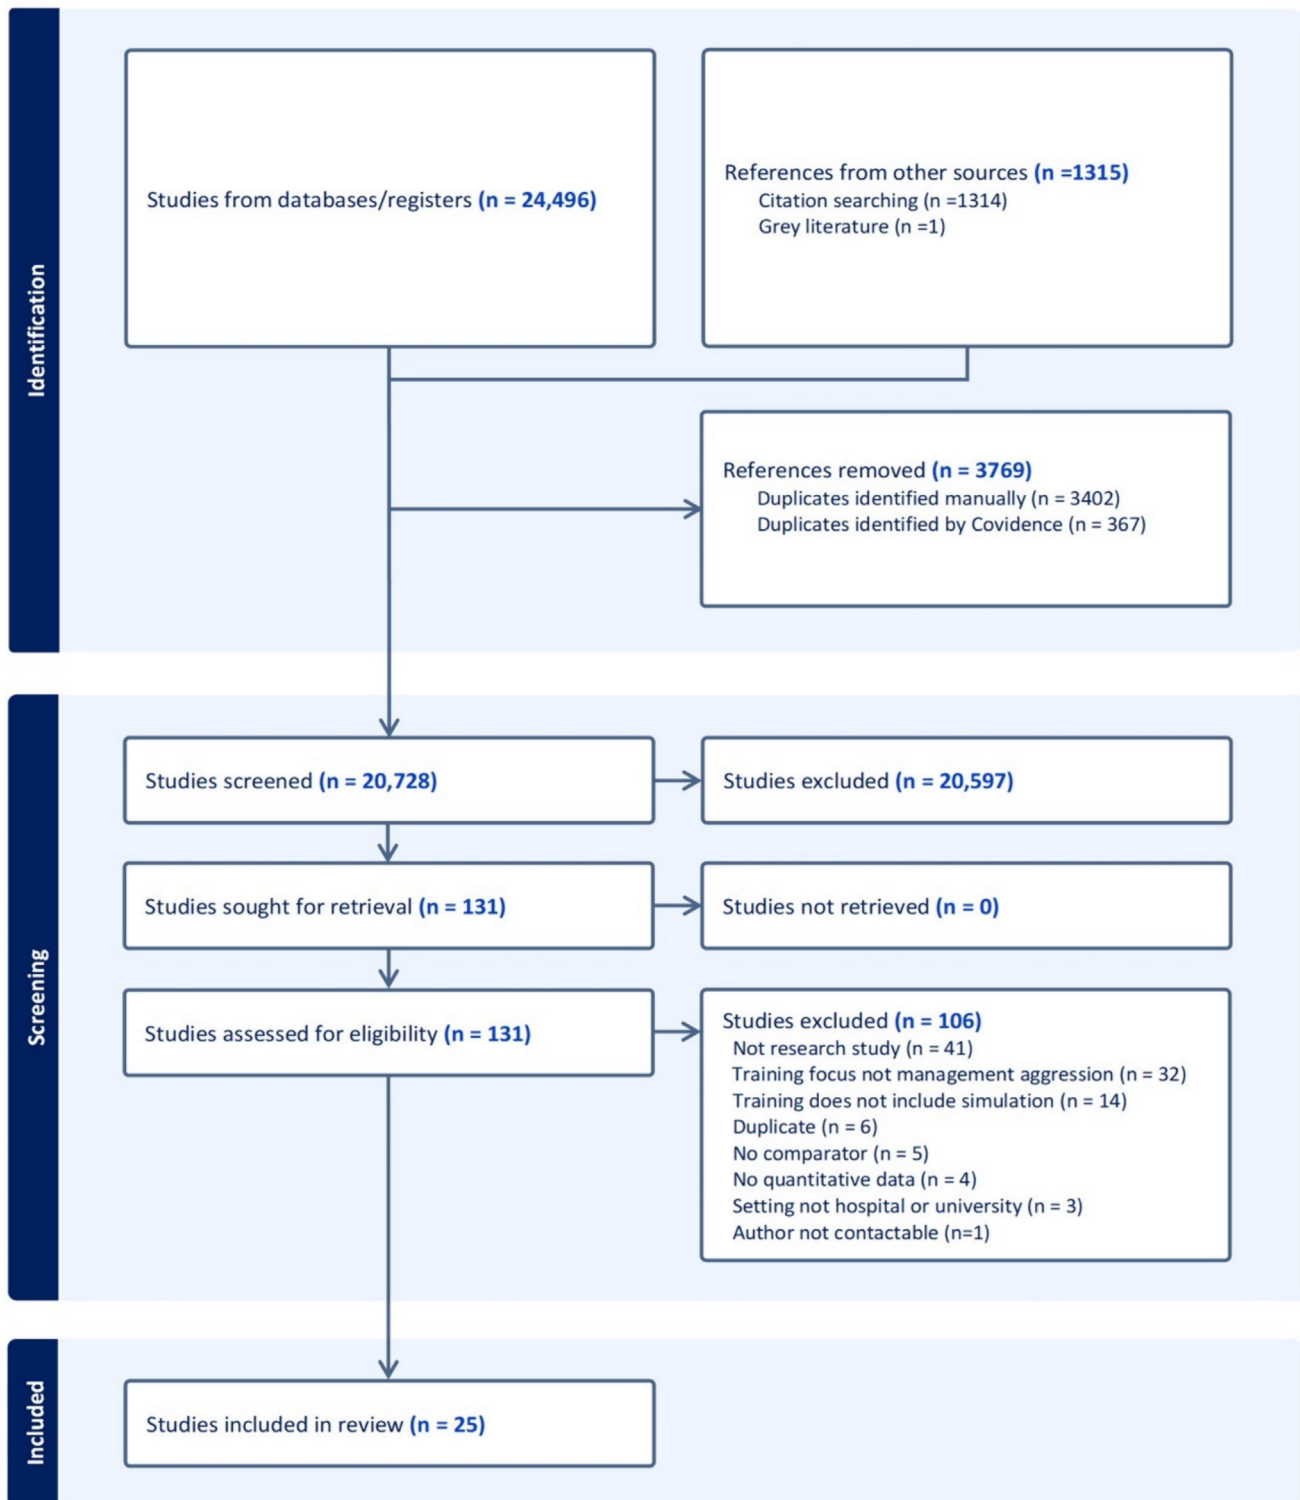 Identification
Studies from databases/registers (n = 24,496)
References from other sources (n =1315)
Citation searching (n =1314)
Grey literature (n =1)
References removed (n = 3769)
Duplicates identified manually (n = 3402)
Duplicates identified by Covidence (n = 367)
Screening
Studies screened (n = 20,728)
Studies excluded (n = 20,597)
Studies sought for retrieval (n = 131)
Studies not retrieved (n = 0)
Studies assessed for eligibility (n = 131)
Studies excluded (n = 106)
Not research study (n = 41)
Training focus not management aggression (n = 32)
Training does not include simulation (n = 14)
Duplicate (n = 6)
No comparator (n = 5)
No quantitative data (n = 4)
Setting not hospital or university (n = 3)
Author not contactable (n=1)
Included
Studies included in review (n = 25)